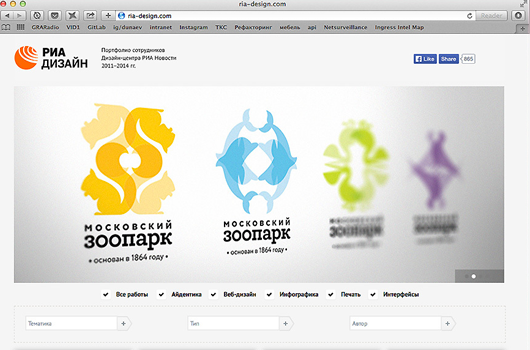 ria-design.com
ria-design.com
Reader
GRARadio VID1 GitLab ig/dunaev intranet Instagram ТКС Рефакторинги мебель api Netsurveillance Ingress Intel Map
РИА
ДИЗАЙН
Портфолио сотрудников
Дизайн-центра РИА Новости
2011–2014 гг.
Like Share 865
МОСКОВСКИЙ
ЗООПАРК
• основан в 1864 году •
МОСКОВСКИЙ
ЗООПАРК
• основан в 1864 году •
Все работы Айдентика Веб-дизайн Инфографика Печать Интерфейсы
Тематика + Тип + Автор +